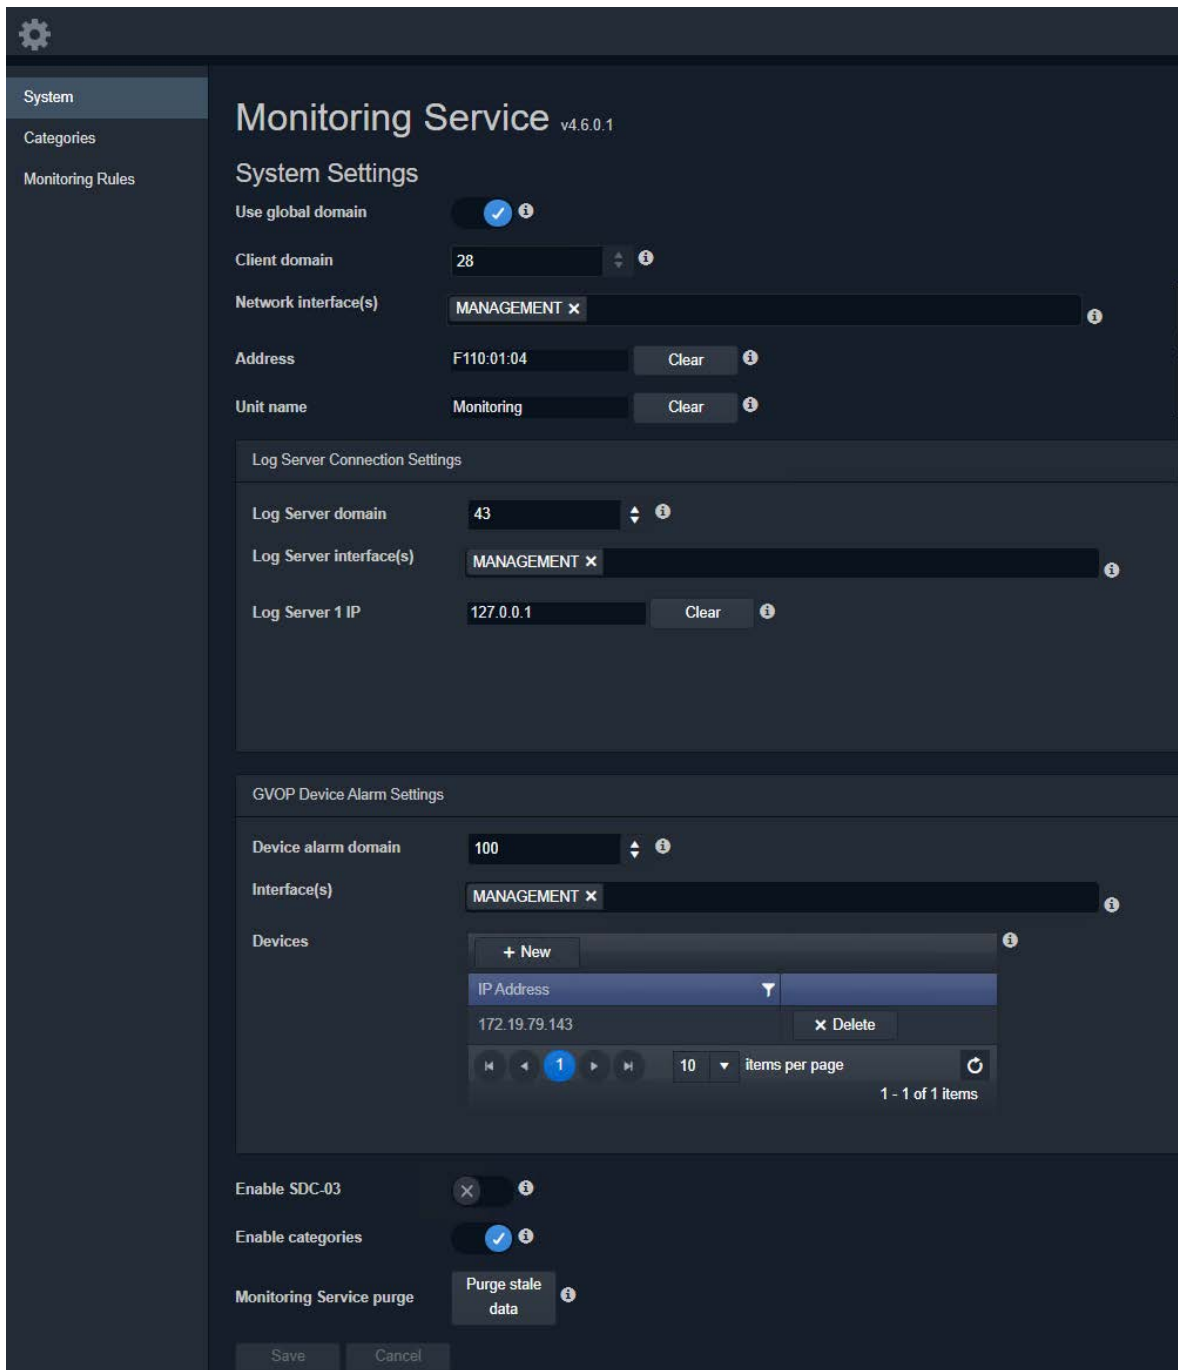 System
Categories
Monitoring Rules
Monitoring Service v4.6.0.1
System Settings
Use global domain
Client domain 28
Network interface(s) MANAGEMENT
Address F110:01:04 Clear
Unit name Monitoring Clear
Log Server Connection Settings
Log Server domain 43
Log Server interface(s) MANAGEMENT
Log Server 1 IP 127.0.0.1 Clear
GVOP Device Alarm Settings
Device alarm domain 100
Interface(s) MANAGEMENT
Devices
+ New
IP Address
172.19.79.143 Delete
1 10 items per page
1 - 1 of 1 items
Enable SDC-03
Enable categories
Monitoring Service purge
Purge stale
data
Save Cancel